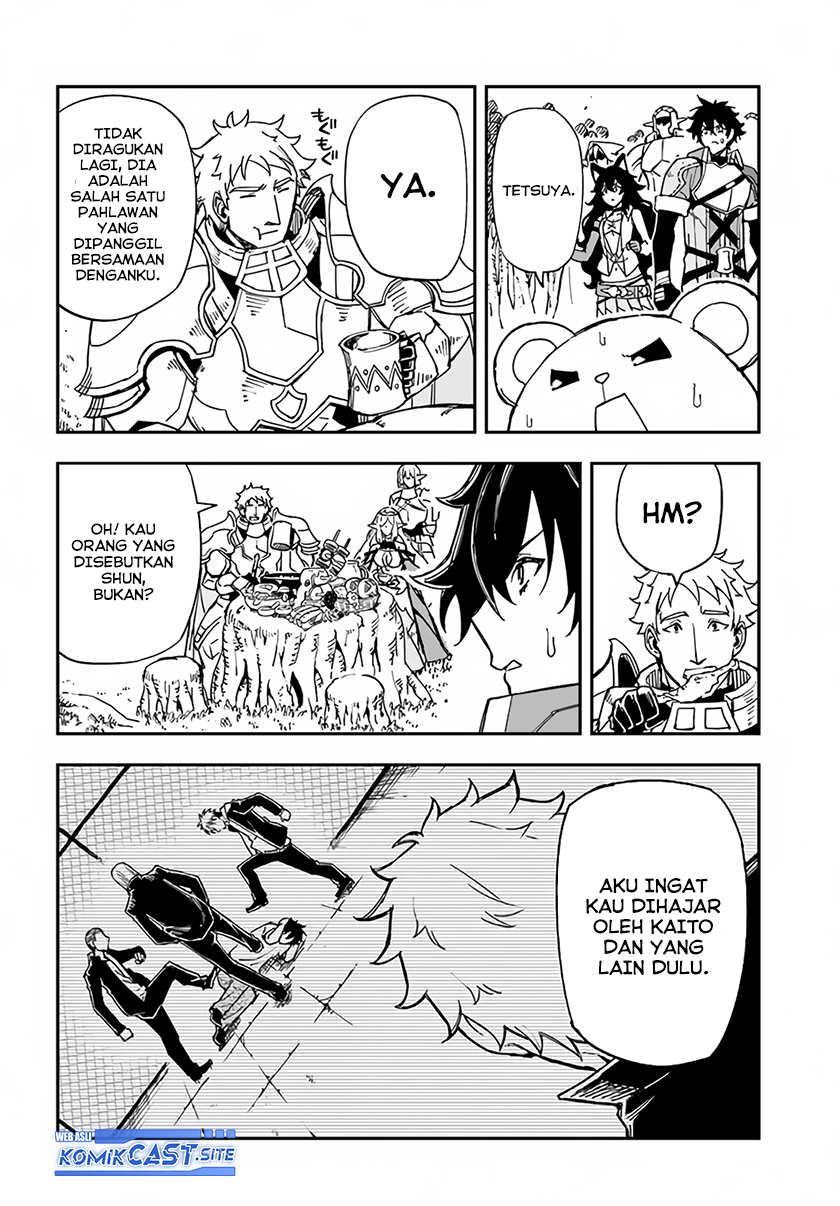 TETSUYA.
YA.
もぐもぐ
TIDAK
DIRAGUKAN
LAGI, DIA
ADALAH
SALAH SATU
PAHLAWAN
YANG
DIPANGGIL
BERSAMAAN
DENGANKU.
HM?
OH! KAU
ORANG YANG
DISEBUTKAN
SHUN,
BUKAN?
AKU INGAT
KAU DIHAJAR
OLEH KAITO
DAN YANG
LAIN DULU.
WEB ASLI
KOMIKCAST.SITE